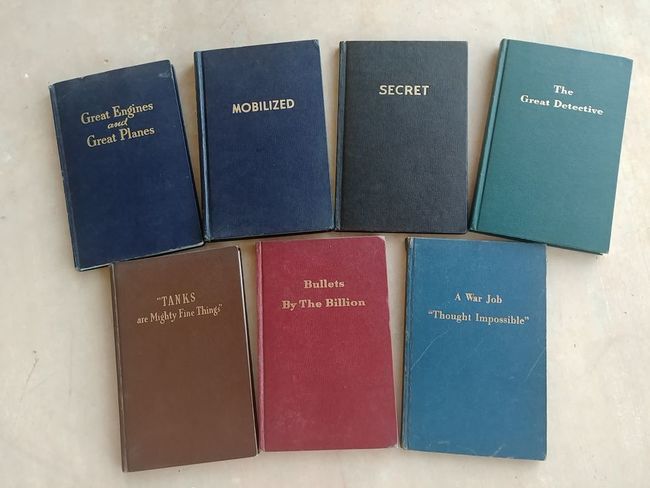 Great Engines
and
Great Planes
MOBILIZED
SECRET
The
Great Detective
"TANKS
are Mighty Fine Things"
Bullets
By The Billion
A War Job
"Thought Impossible"